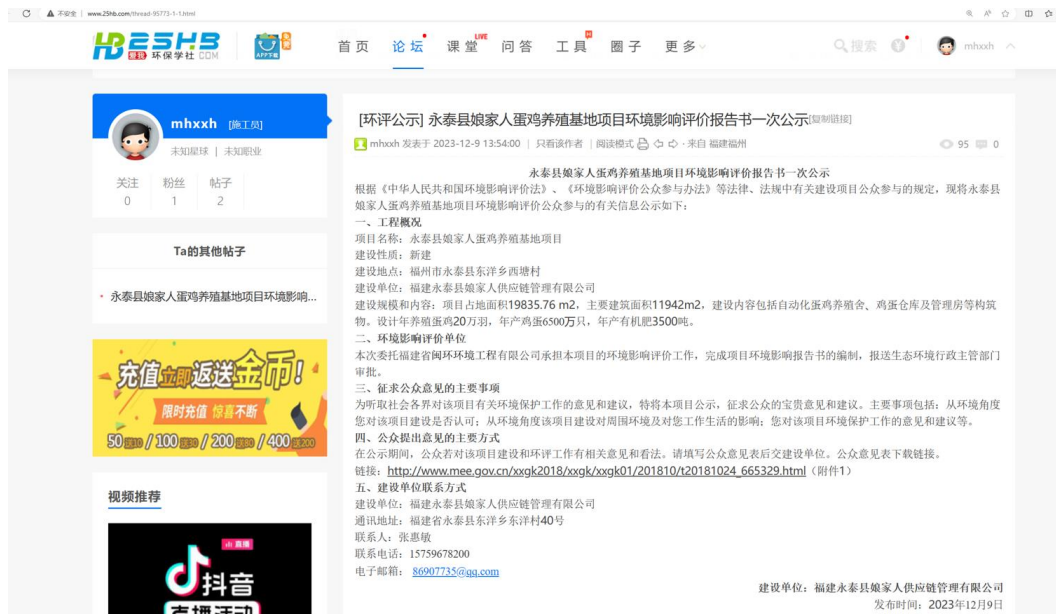 不安全 | www.25hb.com/thread-95773-1-1.html
25HB
爱我 环保学社 COM
APP下载
免费
首页 论坛 课堂 LIVE 问答 工具 H 圈子 更多
搜索
mhxxh
mhxxh [施工员]
未知星球 | 未知职业
关注 粉丝 帖子
0 1 2
Ta的其他帖子
永泰县娘家人蛋鸡养殖基地项目环境影响...
充值立即返送金币!
限时充值 惊喜不断
50 送10 / 100 送30 / 200 送80 / 400 送200
视频推荐
直播
抖音
直播活动
[环评公示] 永泰县娘家人蛋鸡养殖基地项目环境影响评价报告书一次公示[复制链接]
mhxxh 发表于 2023-12-9 13:54:00 | 只看该作者 | 阅读模式 · 来自 福建福州
95 0
永泰县娘家人蛋鸡养殖基地项目环境影响评价报告书一次公示
根据《中华人民共和国环境影响评价法》、《环境影响评价公众参与办法》等法律、法规中有关建设项目公众参与的规定，现将永泰县
娘家人蛋鸡养殖基地项目环境影响评价公众参与的有关信息公示如下：
一、工程概况
项目名称：永泰县娘家人蛋鸡养殖基地项目
建设性质：新建
建设地点：福州市永泰县东洋乡西塘村
建设单位：福建永泰县娘家人供应链管理有限公司
建设规模和内容：项目占地面积19835.76 m2，主要建筑面积11942m2，建设内容包括自动化蛋鸡养殖舍、鸡蛋仓库及管理房等构筑
物。设计年养殖蛋鸡20万羽，年产鸡蛋6500万只，年产有机肥3500吨。
二、环境影响评价单位
本次委托福建省闽环环境工程有限公司承担本项目的环境影响评价工作，完成项目环境影响报告书的编制，报送生态环境行政主管部门
审批。
三、征求公众意见的主要事项
为听取社会各界对该项目有关环境保护工作的意见和建议，特将本项目公示，征求公众的宝贵意见和建议。主要事项包括：从环境角度
您对该项目建设是否认可；从环境角度该项目建设对周围环境及对您工作生活的影响；您对该项目环境保护工作的意见和建议等。
四、公众提出意见的主要方式
在公示期间，公众若对该项目建设和环评工作有相关意见和看法。请填写公众意见表后交建设单位。公众意见表下载链接。
链接：http://www.mee.gov.cn/xxgk2018/xxgk/xxgk01/201810/t20181024_665329.html（附件1）
五、建设单位联系方式
建设单位：福建永泰县娘家人供应链管理有限公司
通讯地址：福建省永泰县东洋乡东洋村40号
联系人：张惠敏
联系电话：15759678200
电子邮箱： 86907735@qq.com
建设单位：福建永泰县娘家人供应链管理有限公司
发布时间：2023年12月9日